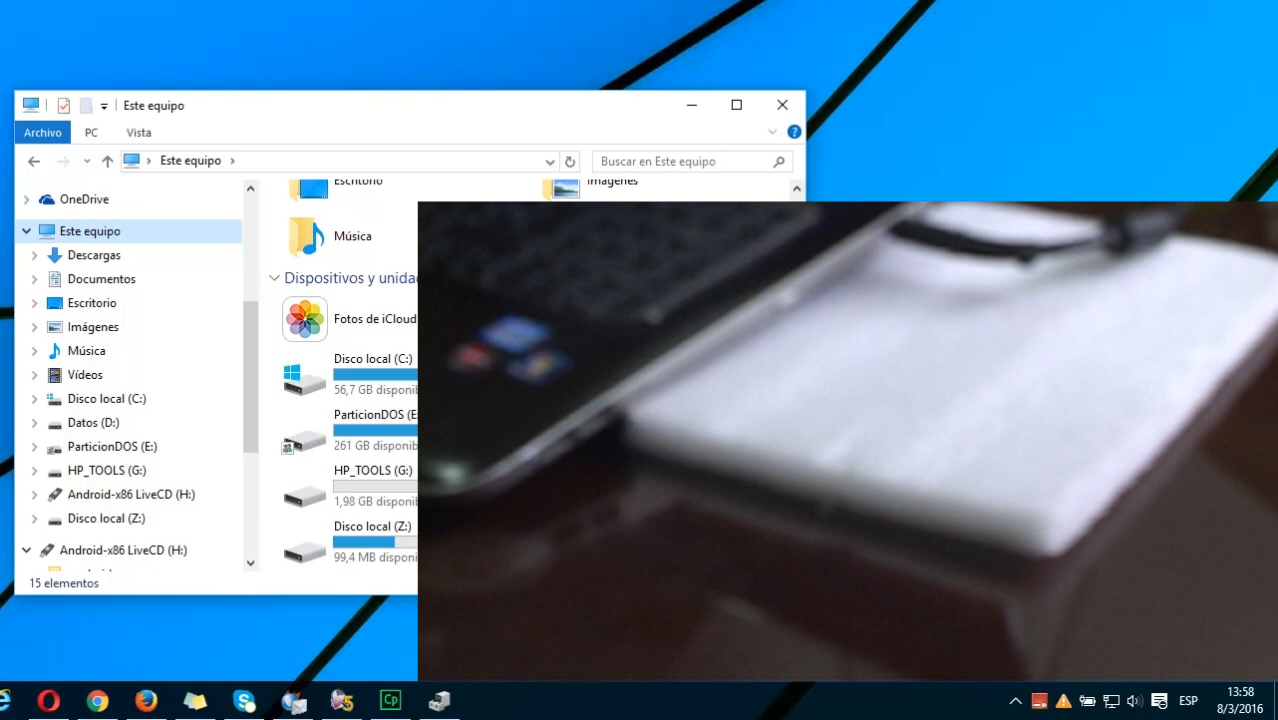 Este equipo
Archivo
PC
Vista
Este equipo
Buscar en Este equipo
OneDrive
Este equipo
Descargas
Documentos
Escritorio
Imágenes
Música
Vídeos
Disco local (C:)
Datos (D:)
ParticionDOS (E:)
HP_TOOLS (G:)
Android-x86 LiveCD (H:)
Disco local (Z:)
Android-x86 LiveCD (H:)
Escritorio
Imágenes
Música
Dispositivos y unida
Fotos de iCloud
Disco local (C:)
56,7 GB disponib
ParticionDOS (E:
261 GB disponib
HP_TOOLS (G:)
1,98 GB disponib
Disco local (Z:)
99,4 MB disponib
15 elementos
Cp
ESP
13:58
8/3/2016